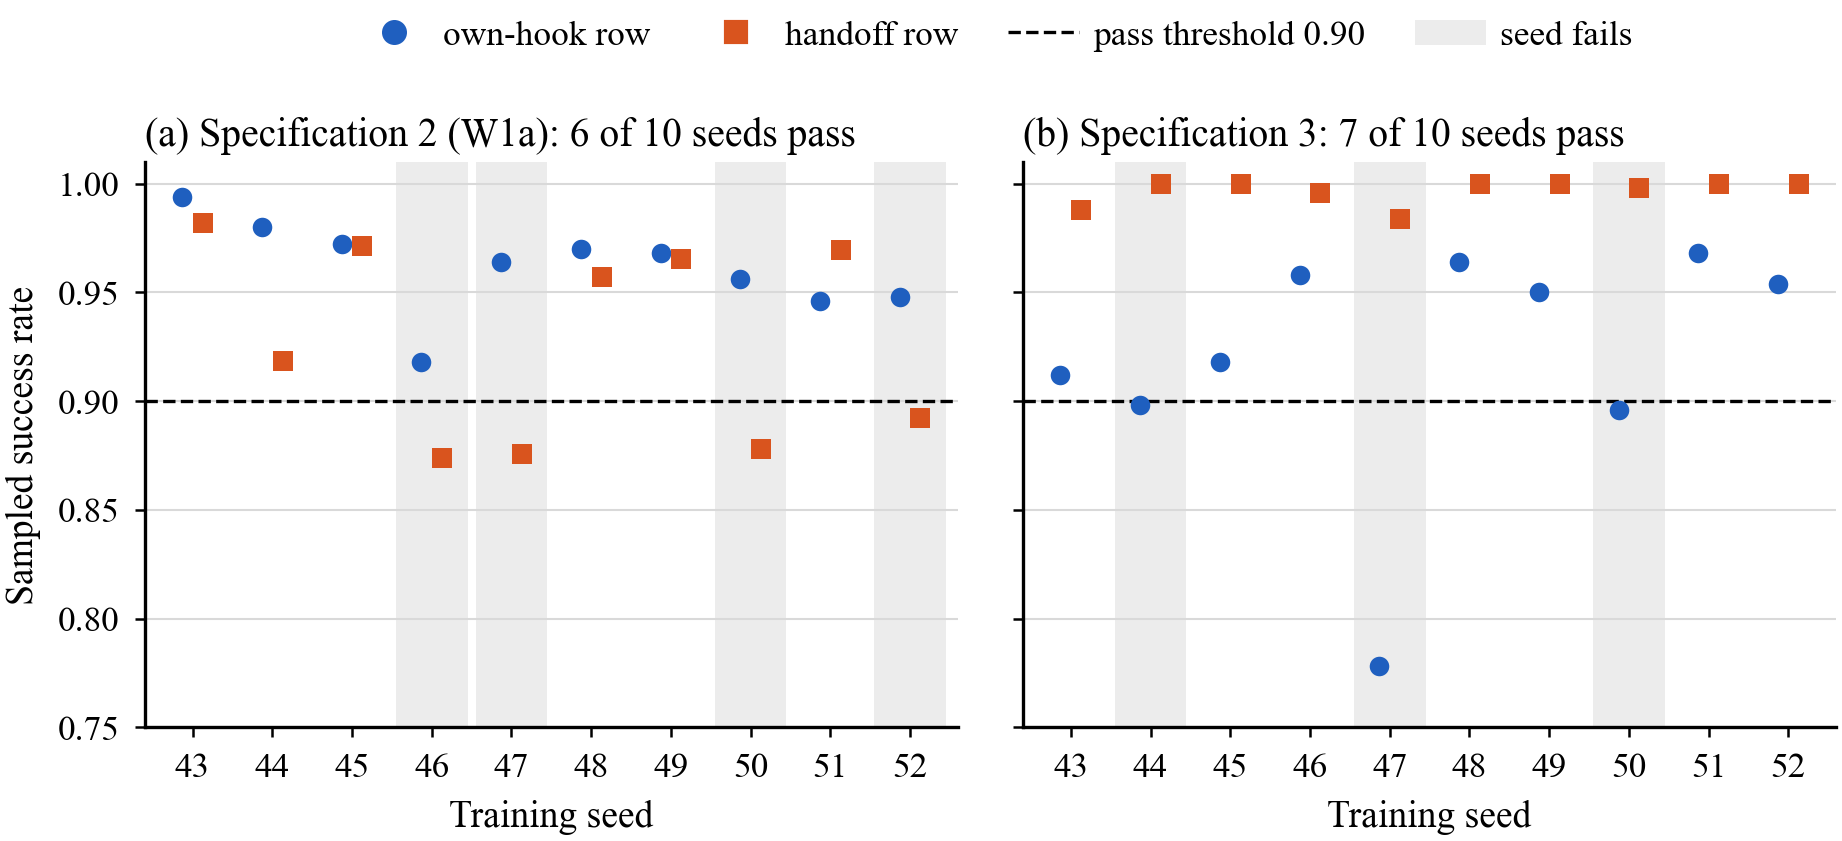 own-hook row
handoff row
pass threshold 0.90
seed fails
(a) Specification 2 (W1a): 6 of 10 seeds pass
(b) Specification 3: 7 of 10 seeds pass
Sampled success rate
1.00
0.95
0.90
0.85
0.80
0.75
43 44 45 46 47 48 49 50 51 52
43 44 45 46 47 48 49 50 51 52
Training seed
Training seed